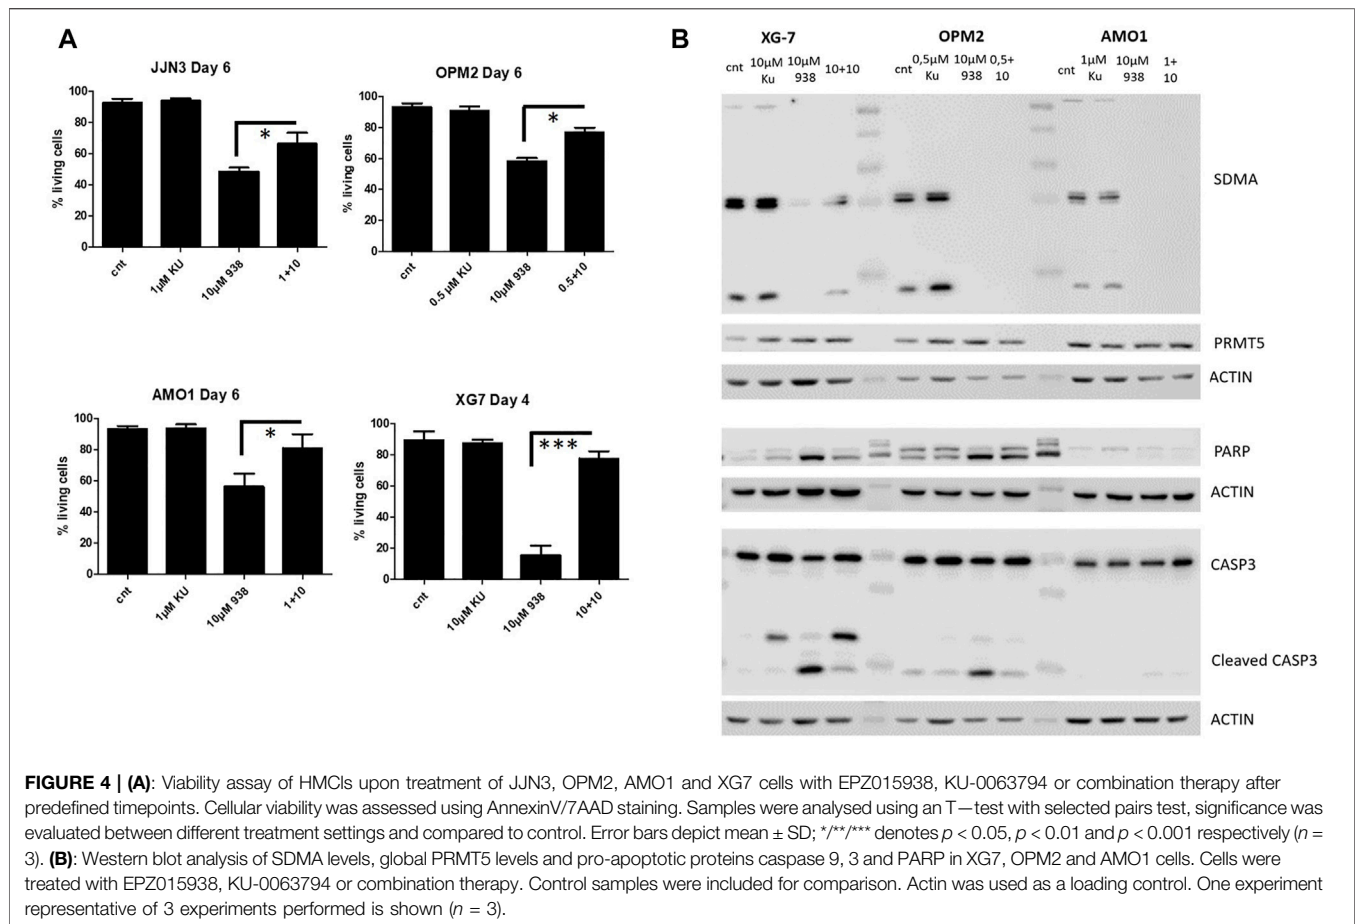 A
JJN3 Day 6
% living cells
100
80
60
40
20
0
*
cnt
1µM KU
10µM 938
1+10
OPM2 Day 6
% living cells
100
80
60
40
20
0
*
cnt
0.5 µM KU
10µM 938
0.5+10
AMO1 Day 6
% living cells
100
80
60
40
20
0
*
cnt
1µM KU
10µM 938
1+10
XG7 Day 4
% living cells
100
80
60
40
20
0
***
cnt
10µM KU
10µM 938
10+10
B
XG-7 OPM2 AMO1
cnt 10µM Ku 10µM 938 10+10
cnt 0,5µM Ku 10µM 938 0,5+ 10
cnt 1µM Ku 10µM 938 1+ 10
SDMA
PRMT5
ACTIN
PARP
ACTIN
CASP3
Cleaved CASP3
ACTIN
FIGURE 4 | (A): Viability assay of HMCls upon treatment of JJN3, OPM2, AMO1 and XG7 cells with EPZ015938, KU-0063794 or combination therapy after
predefined timepoints. Cellular viability was assessed using AnnexinV/7AAD staining. Samples were analysed using an T—test with selected pairs test, significance was
evaluated between different treatment settings and compared to control. Error bars depict mean ± SD; */**/*** denotes p < 0.05, p < 0.01 and p < 0.001 respectively (n =
3). (B): Western blot analysis of SDMA levels, global PRMT5 levels and pro-apoptotic proteins caspase 9, 3 and PARP in XG7, OPM2 and AMO1 cells. Cells were
treated with EPZ015938, KU-0063794 or combination therapy. Control samples were included for comparison. Actin was used as a loading control. One experiment
representative of 3 experiments performed is shown (n = 3).